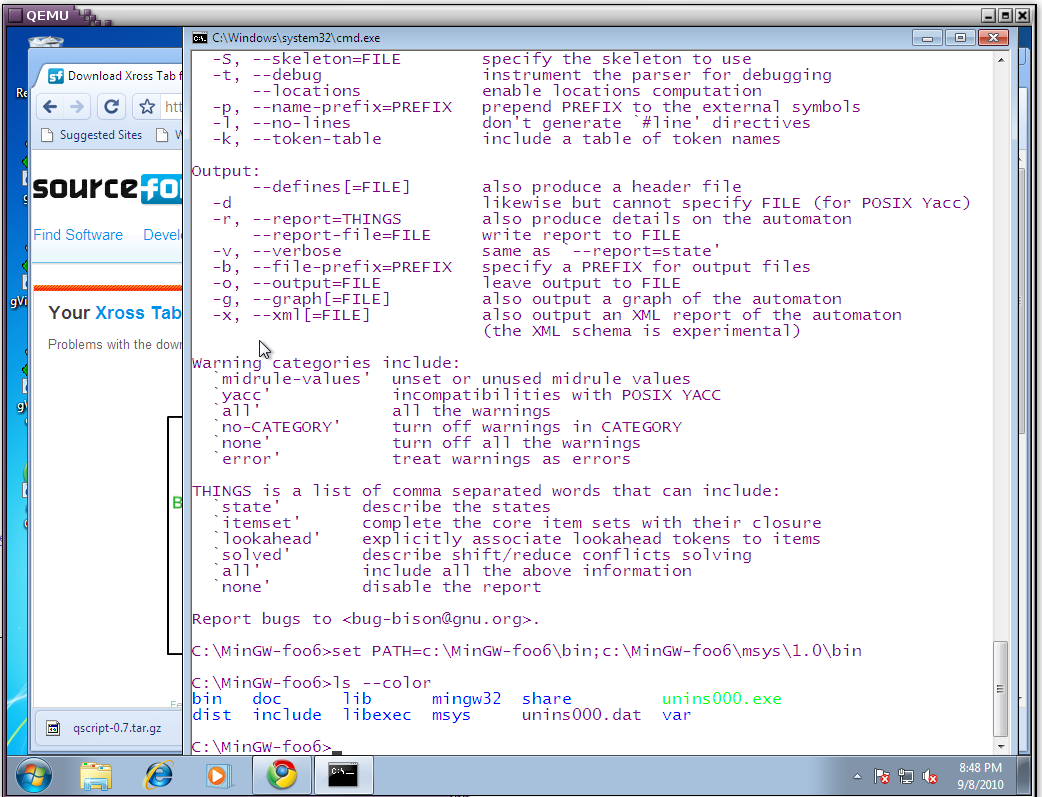 QEMU
C:\Windows\system32\cmd.exe
-S, --skeleton=FILE specify the skeleton to use
-t, --debug instrument the parser for debugging
--locations enable locations computation
-p, --name-prefix=PREFIX prepend PREFIX to the external symbols
-l, --no-lines don't generate `#line' directives
-k, --token-table include a table of token names
Output:
--defines[=FILE] also produce a header file
-d likewise but cannot specify FILE (for POSIX Yacc)
-r, --report=THINGS also produce details on the automaton
--report-file=FILE write report to FILE
-v, --verbose same as `--report=state'
-b, --file-prefix=PREFIX specify a PREFIX for output files
-o, --output=FILE leave output to FILE
-g, --graph[=FILE] also output a graph of the automaton
-x, --xml[=FILE] also output an XML report of the automaton
(the XML schema is experimental)
Warning categories include:
`midrule-values' unset or unused midrule values
`yacc' incompatibilities with POSIX YACC
`all' all the warnings
`no-CATEGORY' turn off warnings in CATEGORY
`none' turn off all the warnings
`error' treat warnings as errors
THINGS is a list of comma separated words that can include:
`state' describe the states
`itemset' complete the core item sets with their closure
`lookahead' explicitly associate lookahead tokens to items
`solved' describe shift/reduce conflicts solving
`all' include all the above information
`none' disable the report
Report bugs to <bug-bison@gnu.org>.
C:\MinGW-foo6>set PATH=c:\MinGW-foo6\bin;c:\MinGW-foo6\msys\1.0\bin
C:\MinGW-foo6>ls --color
bin doc lib mingw32 share unins000.exe
dist include libexec msys unins000.dat var
C:\MinGW-foo6>
Download Xross Tab f
htt
Suggested Sites W
sourcefo
Find Software Devel
Your Xross Tab
Problems with the down
B
qscript-0.7.tar.gz
8:48 PM
9/8/2010